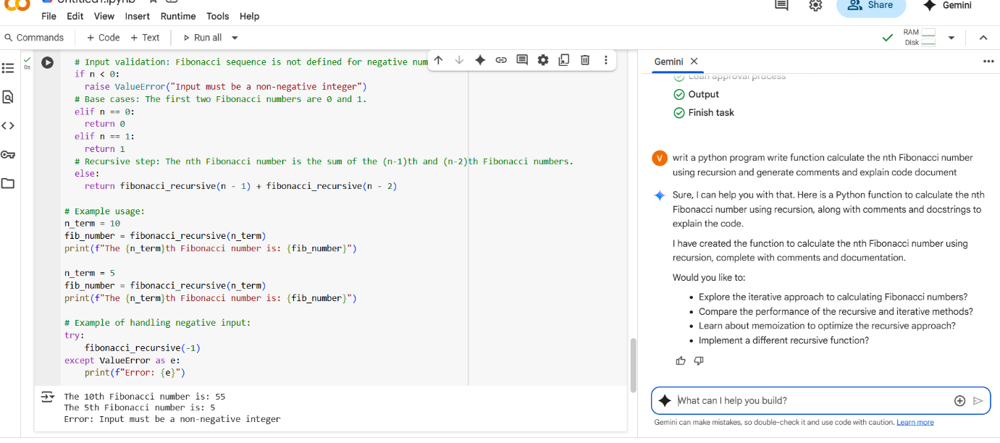 Untitled1.ipynb
File Edit View Insert Runtime Tools Help
Share
Gemini
Commands + Code + Text Run all
RAM
Disk
0s
# Input validation: Fibonacci sequence is not defined for negative num
if n < 0:
raise ValueError("Input must be a non-negative integer")
# Base cases: The first two Fibonacci numbers are 0 and 1.
elif n == 0:
return 0
elif n == 1:
return 1
# Recursive step: The nth Fibonacci number is the sum of the (n-1)th and (n-2)th Fibonacci numbers.
else:
return fibonacci_recursive(n - 1) + fibonacci_recursive(n - 2)
# Example usage:
n_term = 10
fib_number = fibonacci_recursive(n_term)
print(f"The {n_term}th Fibonacci number is: {fib_number}")
n_term = 5
fib_number = fibonacci_recursive(n_term)
print(f"The {n_term}th Fibonacci number is: {fib_number}")
# Example of handling negative input:
try:
fibonacci_recursive(-1)
except ValueError as e:
print(f"Error: {e}")
The 10th Fibonacci number is: 55
The 5th Fibonacci number is: 5
Error: Input must be a non-negative integer
Gemini
Loan approval process
Output
Finish task
V
writ a python program write function calculate the nth Fibonacci number
using recursion and generate comments and explain code document
Sure, I can help you with that. Here is a Python function to calculate the nth
Fibonacci number using recursion, along with comments and docstrings to
explain the code.
I have created the function to calculate the nth Fibonacci number using
recursion, complete with comments and documentation.
Would you like to:
• Explore the iterative approach to calculating Fibonacci numbers?
• Compare the performance of the recursive and iterative methods?
• Learn about memoization to optimize the recursive approach?
• Implement a different recursive function?
What can I help you build?
Gemini can make mistakes, so double-check it and use code with caution. Learn more